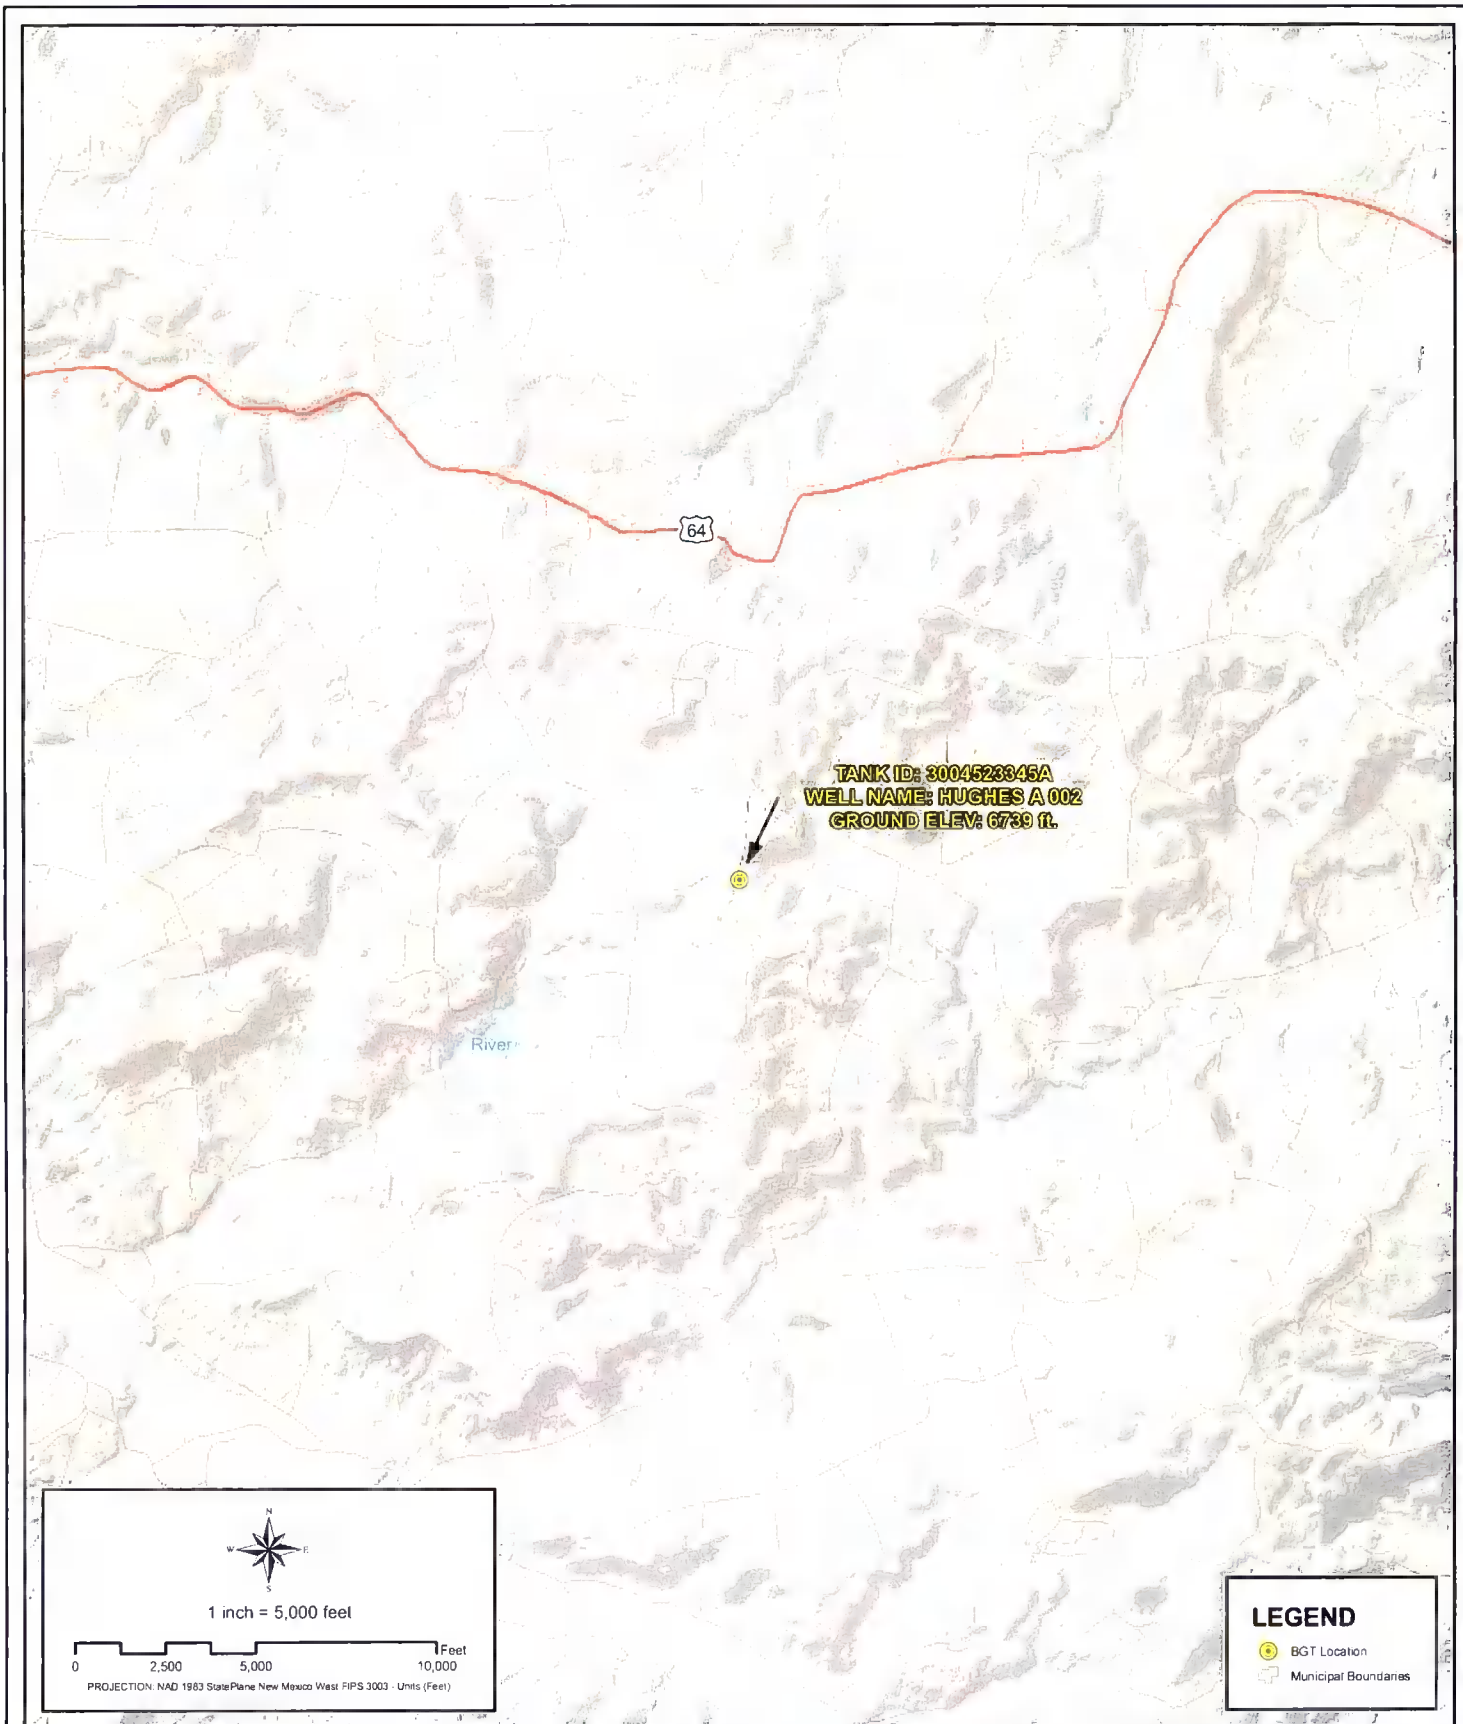 64
TANK ID: 3004523345A
WELL NAME: HUGHES A 002
GROUND ELEV: 6739 ft.
River
N
W E
S
1 inch = 5,000 feet
Feet
0 2,500 5,000 10,000
PROJECTION: NAD 1983 StatePlane New Mexico West FIPS 3003 - Units (Feet)
LEGEND
BGT Location
Municipal Boundaries